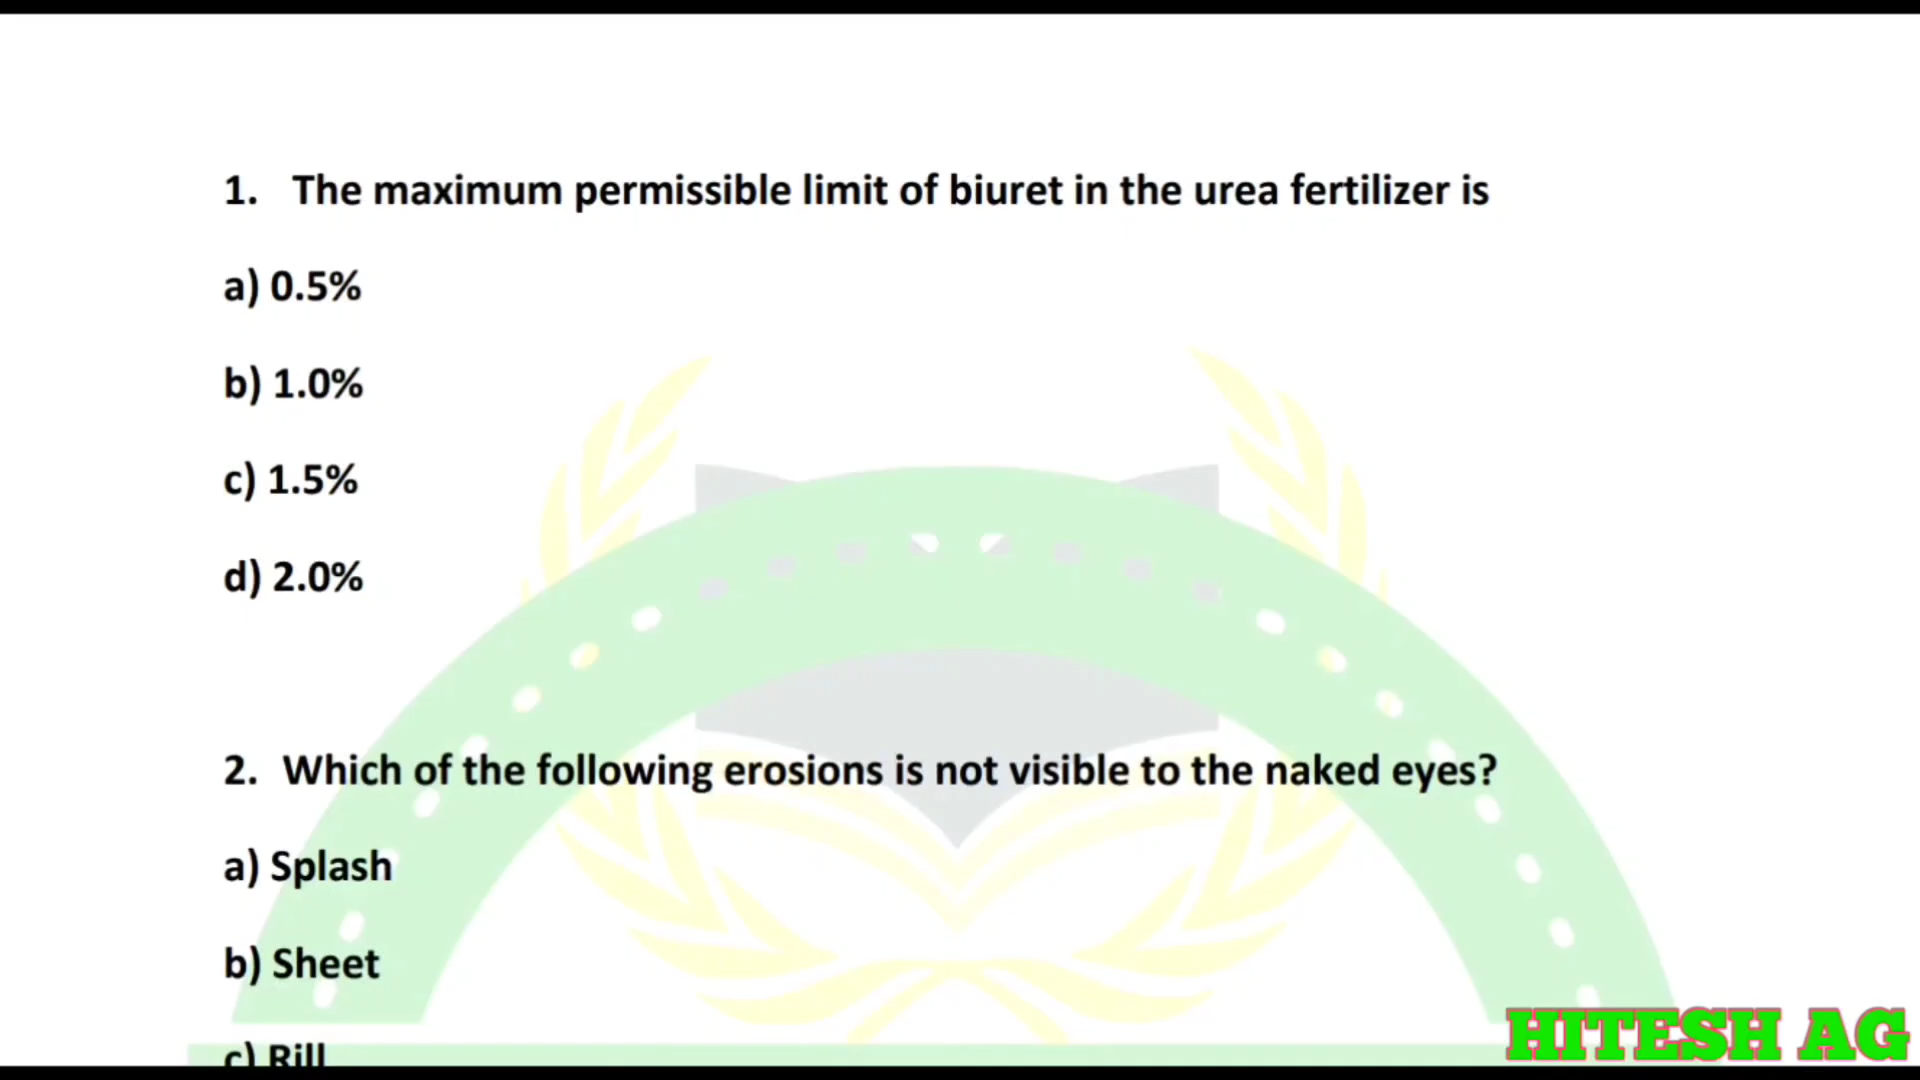 1. The maximum permissible limit of biuret in the urea fertilizer is
a) 0.5%
b) 1.0%
c) 1.5%
d) 2.0%
2. Which of the following erosions is not visible to the naked eyes?
a) Splash
b) Sheet
c) Rill
HITESH AG